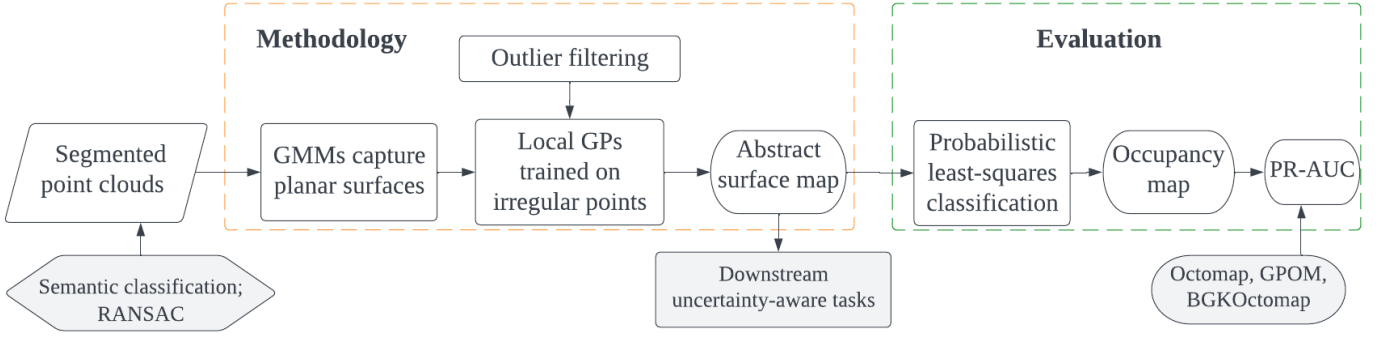 Methodology
Evaluation
Outlier filtering
Segmented
point clouds
GMMs capture
planar surfaces
Local GPs
trained on
irregular points
Abstract
surface map
Probabilistic
least-squares
classification
Occupancy
map
PR-AUC
Semantic classification;
RANSAC
Downstream
uncertainty-aware tasks
Octomap, GPOM,
BGKOctomap